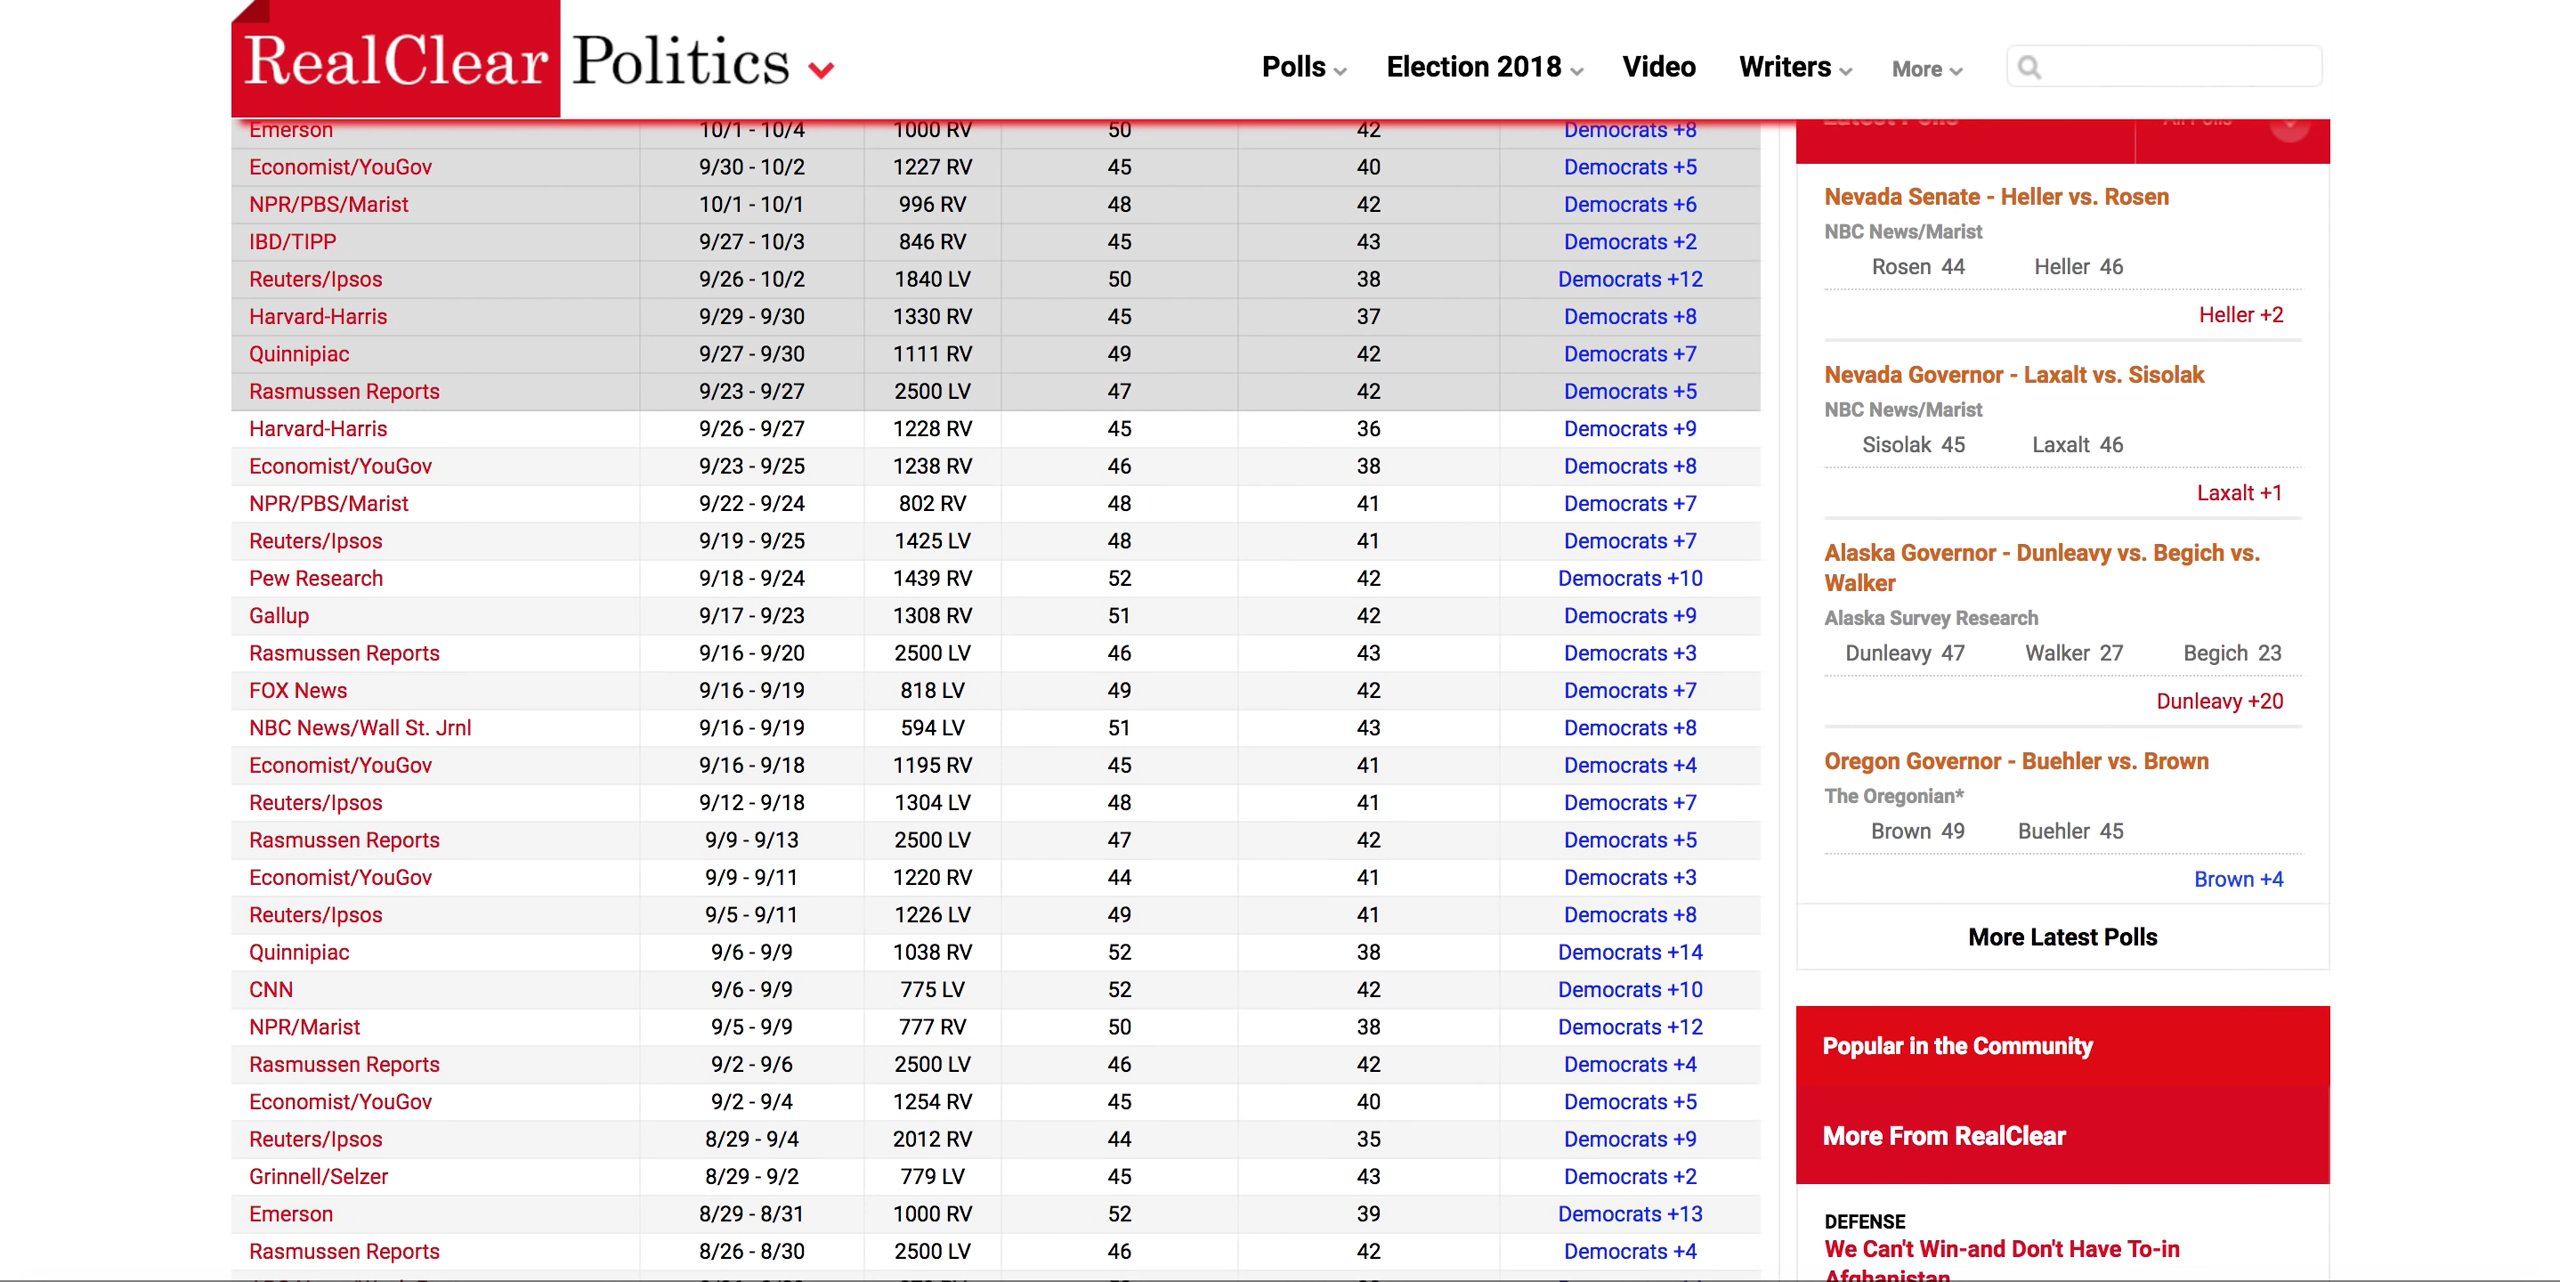 RealClear Politics
Polls Election 2018 Video Writers More
Emerson 10/1 - 10/4 1000 RV 50 42 Democrats +8
Economist/YouGov 9/30 - 10/2 1227 RV 45 40 Democrats +5
NPR/PBS/Marist 10/1 - 10/1 996 RV 48 42 Democrats +6
IBD/TIPP 9/27 - 10/3 846 RV 45 43 Democrats +2
Reuters/Ipsos 9/26 - 10/2 1840 LV 50 38 Democrats +12
Harvard-Harris 9/29 - 9/30 1330 RV 45 37 Democrats +8
Quinnipiac 9/27 - 9/30 1111 RV 49 42 Democrats +7
Rasmussen Reports 9/23 - 9/27 2500 LV 47 42 Democrats +5
Harvard-Harris 9/26 - 9/27 1228 RV 45 36 Democrats +9
Economist/YouGov 9/23 - 9/25 1238 RV 46 38 Democrats +8
NPR/PBS/Marist 9/22 - 9/24 802 RV 48 41 Democrats +7
Reuters/Ipsos 9/19 - 9/25 1425 LV 48 41 Democrats +7
Pew Research 9/18 - 9/24 1439 RV 52 42 Democrats +10
Gallup 9/17 - 9/23 1308 RV 51 42 Democrats +9
Rasmussen Reports 9/16 - 9/20 2500 LV 46 43 Democrats +3
FOX News 9/16 - 9/19 818 LV 49 42 Democrats +7
NBC News/Wall St. Jrnl 9/16 - 9/19 594 LV 51 43 Democrats +8
Economist/YouGov 9/16 - 9/18 1195 RV 45 41 Democrats +4
Reuters/Ipsos 9/12 - 9/18 1304 LV 48 41 Democrats +7
Rasmussen Reports 9/9 - 9/13 2500 LV 47 42 Democrats +5
Economist/YouGov 9/9 - 9/11 1220 RV 44 41 Democrats +3
Reuters/Ipsos 9/5 - 9/11 1226 LV 49 41 Democrats +8
Quinnipiac 9/6 - 9/9 1038 RV 52 38 Democrats +14
CNN 9/6 - 9/9 775 LV 52 42 Democrats +10
NPR/Marist 9/5 - 9/9 777 RV 50 38 Democrats +12
Rasmussen Reports 9/2 - 9/6 2500 LV 46 42 Democrats +4
Economist/YouGov 9/2 - 9/4 1254 RV 45 40 Democrats +5
Reuters/Ipsos 8/29 - 9/4 2012 RV 44 35 Democrats +9
Grinnell/Selzer 8/29 - 9/2 779 LV 45 43 Democrats +2
Emerson 8/29 - 8/31 1000 RV 52 39 Democrats +13
Rasmussen Reports 8/26 - 8/30 2500 LV 46 42 Democrats +4
Nevada Senate - Heller vs. Rosen
NBC News/Marist
Rosen 44 Heller 46
Heller +2
Nevada Governor - Laxalt vs. Sisolak
NBC News/Marist
Sisolak 45 Laxalt 46
Laxalt +1
Alaska Governor - Dunleavy vs. Begich vs.
Walker
Alaska Survey Research
Dunleavy 47 Walker 27 Begich 23
Dunleavy +20
Oregon Governor - Buehler vs. Brown
The Oregonian*
Brown 49 Buehler 45
Brown +4
More Latest Polls
Popular in the Community
More From RealClear
DEFENSE
We Can't Win-and Don't Have To-in
Afghanistan